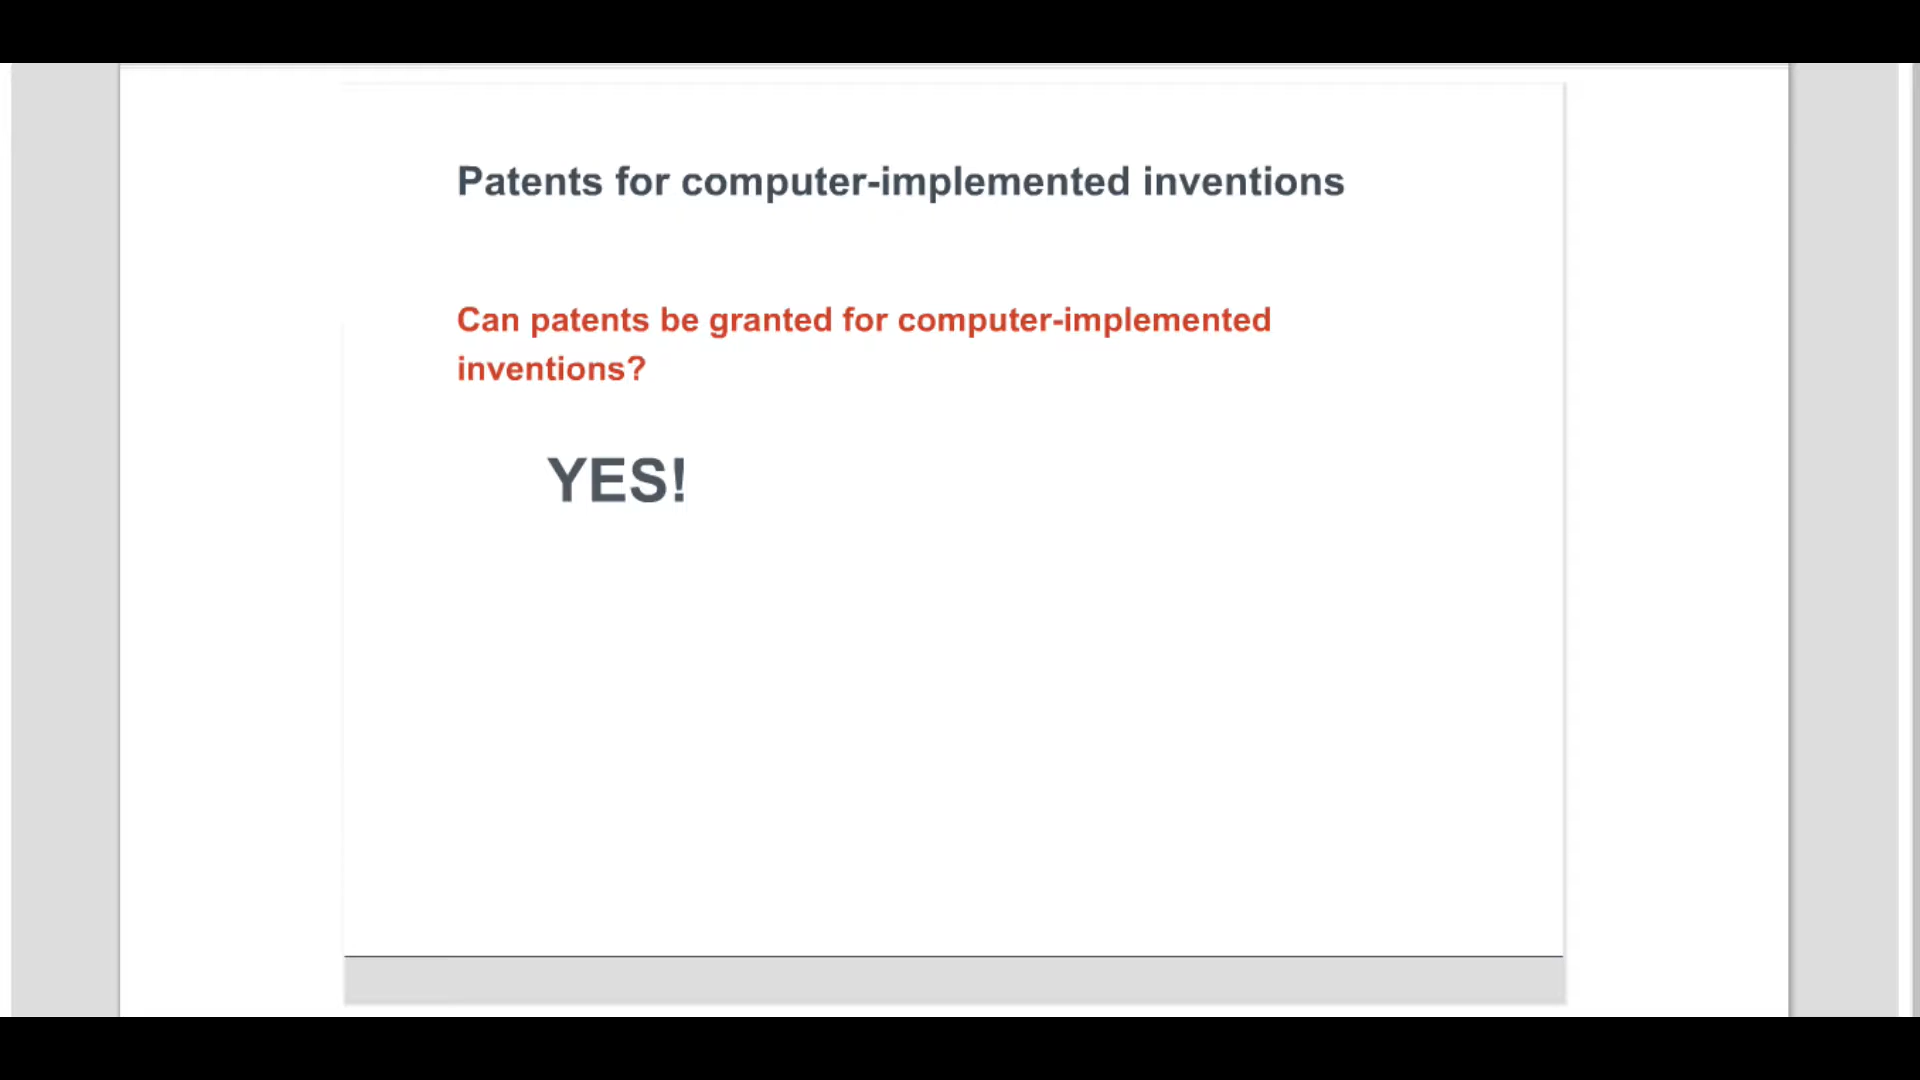 Patents for computer-implemented inventions
Can patents be granted for computer-implemented
inventions?
YES!